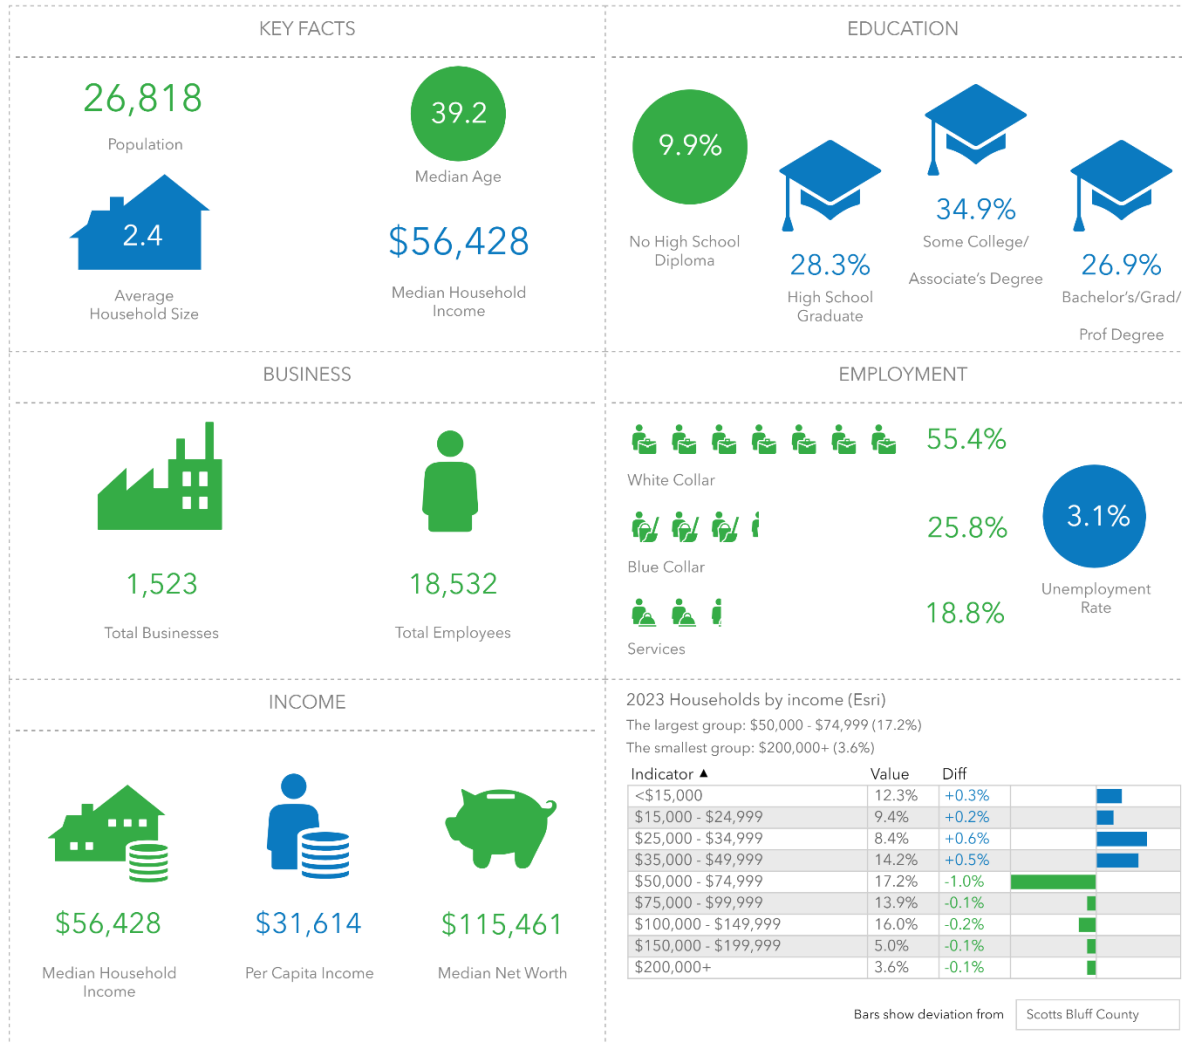 KEY FACTS
26,818
Population
39.2
Median Age
2.4
Average
Household Size
$56,428
Median Household
Income
EDUCATION
9.9%
No High School
Diploma
28.3%
High School
Graduate
34.9%
Some College/
Associate's Degree
26.9%
Bachelor's/Grad/
Prof Degree
BUSINESS
1,523
Total Businesses
18,532
Total Employees
EMPLOYMENT
55.4%
White Collar
25.8%
Blue Collar
18.8%
Services
3.1%
Unemployment
Rate
INCOME
$56,428
Median Household
Income
$31,614
Per Capita Income
$115,461
Median Net Worth
2023 Households by income (Esri)
The largest group: $50,000 - $74,999 (17.2%)
The smallest group: $200,000+ (3.6%)
Indicator ▲ Value Diff
<$15,000 12.3% +0.3%
$15,000 - $24,999 9.4% +0.2%
$25,000 - $34,999 8.4% +0.6%
$35,000 - $49,999 14.2% +0.5%
$50,000 - $74,999 17.2% -1.0%
$75,000 - $99,999 13.9% -0.1%
$100,000 - $149,999 16.0% -0.2%
$150,000 - $199,999 5.0% -0.1%
$200,000+ 3.6% -0.1%
Bars show deviation from Scotts Bluff County